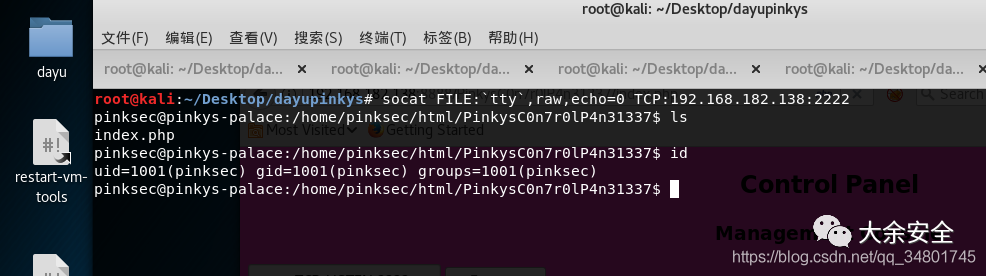 root@kali: ~/Desktop/dayupinkys
文件(F) 编辑(E) 查看(V) 搜索(S) 终端(T) 标签(B) 帮助(H)
root@kali: ~/Desktop/da... × root@kali: ~/Desktop/da... × root@kali: ~/Desktop/da... × root@kali: ~/Desktop/da...
dayu
root@kali:~/Desktop/dayupinkys# socat FILE:`tty`,raw,echo=0 TCP:192.168.182.138:2222
pinksec@pinkys-palace:/home/pinksec/html/PinkysC0n7r0lP4n31337$ ls
index.php
Most Visited
Getting Started
Search
pinksec@pinkys-palace:/home/pinksec/html/PinkysC0n7r0lP4n31337$ id
uid=1001(pinksec) gid=1001(pinksec) groups=1001(pinksec)
pinksec@pinkys-palace:/home/pinksec/html/PinkysC0n7r0lP4n31337$
#!
restart-vm-
tools
Control Panel
大余安全
https://blog.csdn.net/qq_34801745